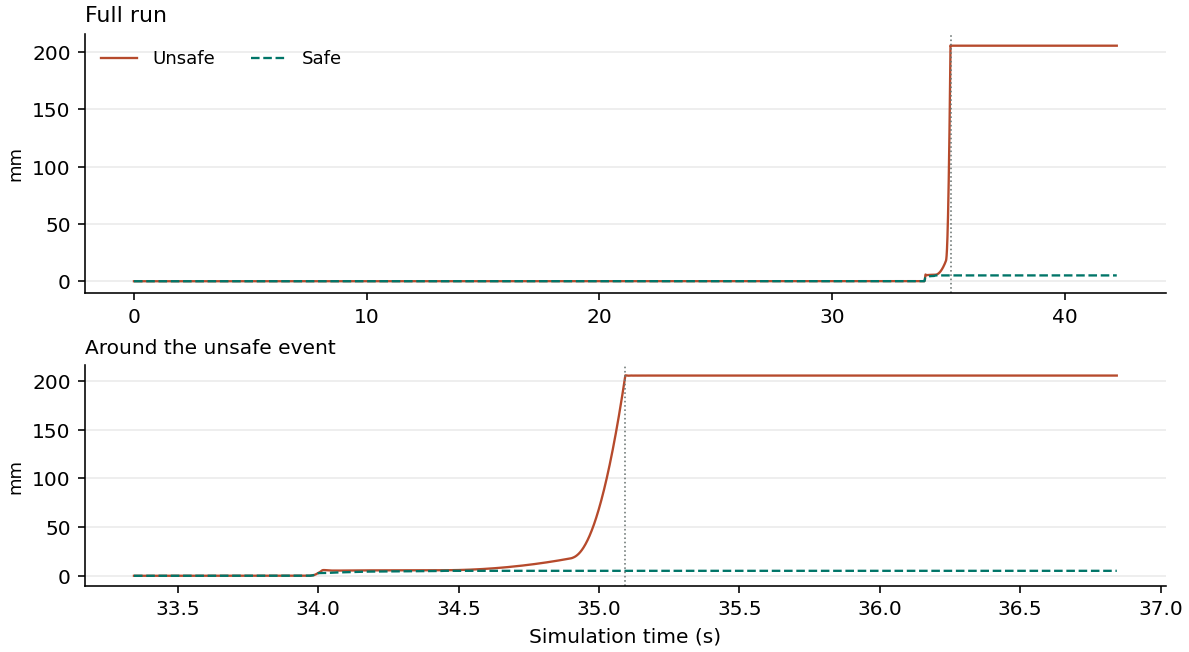 Full run
200
Unsafe
Safe
150
mm
100
50
0
0 10 20 30 40
Around the unsafe event
200
150
mm
100
50
0
33.5 34.0 34.5 35.0 35.5 36.0 36.5 37.0
Simulation time (s)